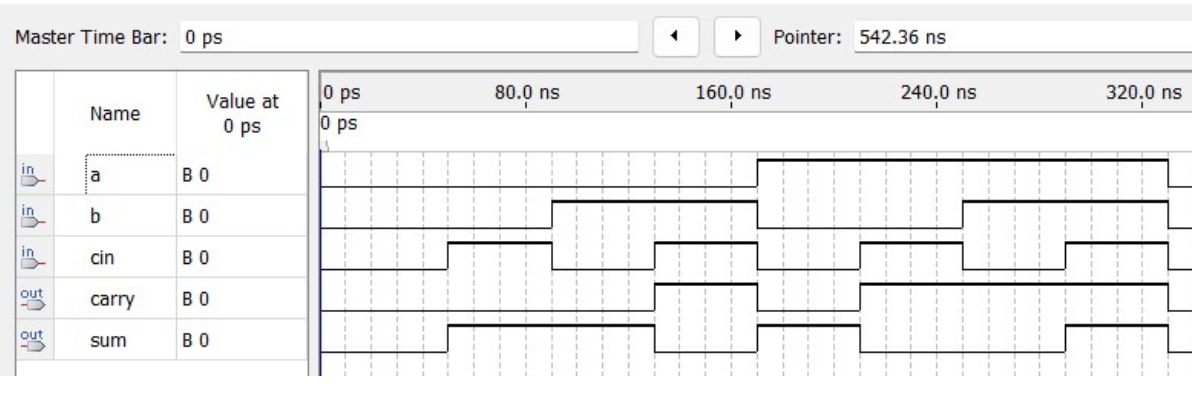 Master Time Bar: 0 ps Pointer: 542.36 ns
Name Value at 0 ps
0 ps 80.0 ns 160.0 ns 240.0 ns 320.0 ns
0 ps
in a B 0
in b B 0
in cin B 0
out carry B 0
out sum B 0